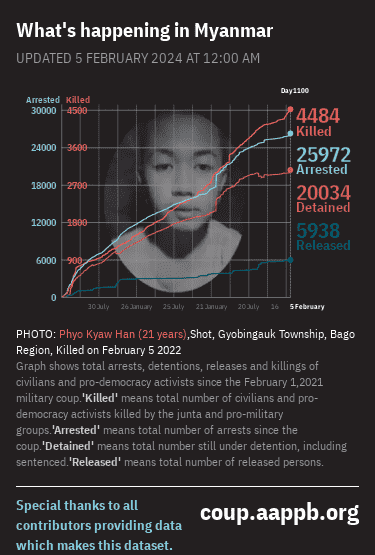 What's happening in Myanmar
UPDATED 5 FEBRUARY 2024 AT 12:00 AM
Day1100
Arrested Killed
30000 4500
24000 3600
18000 2700
12000 1800
6000 900
0
4484
Killed
25972
Arrested
20034
Detained
5938
Released
30 July 26 January 25 July 21 January 20 July 16 5 February
PHOTO: Phyo Kyaw Han (21 years),Shot, Gyobingauk Township, Bago
Region, Killed on February 5 2022
Graph shows total arrests, detentions, releases and killings of
civilians and pro-democracy activists since the February 1,2021
military coup.'Killed' means total number of civilians and pro-
democracy activists killed by the junta and pro-military
groups.'Arrested' means total number of arrests since the
coup.'Detained' means total number still under detention, including
sentenced.'Released' means total number of released persons.
Special thanks to all
contributors providing data
which makes this dataset.
coup.aappb.org